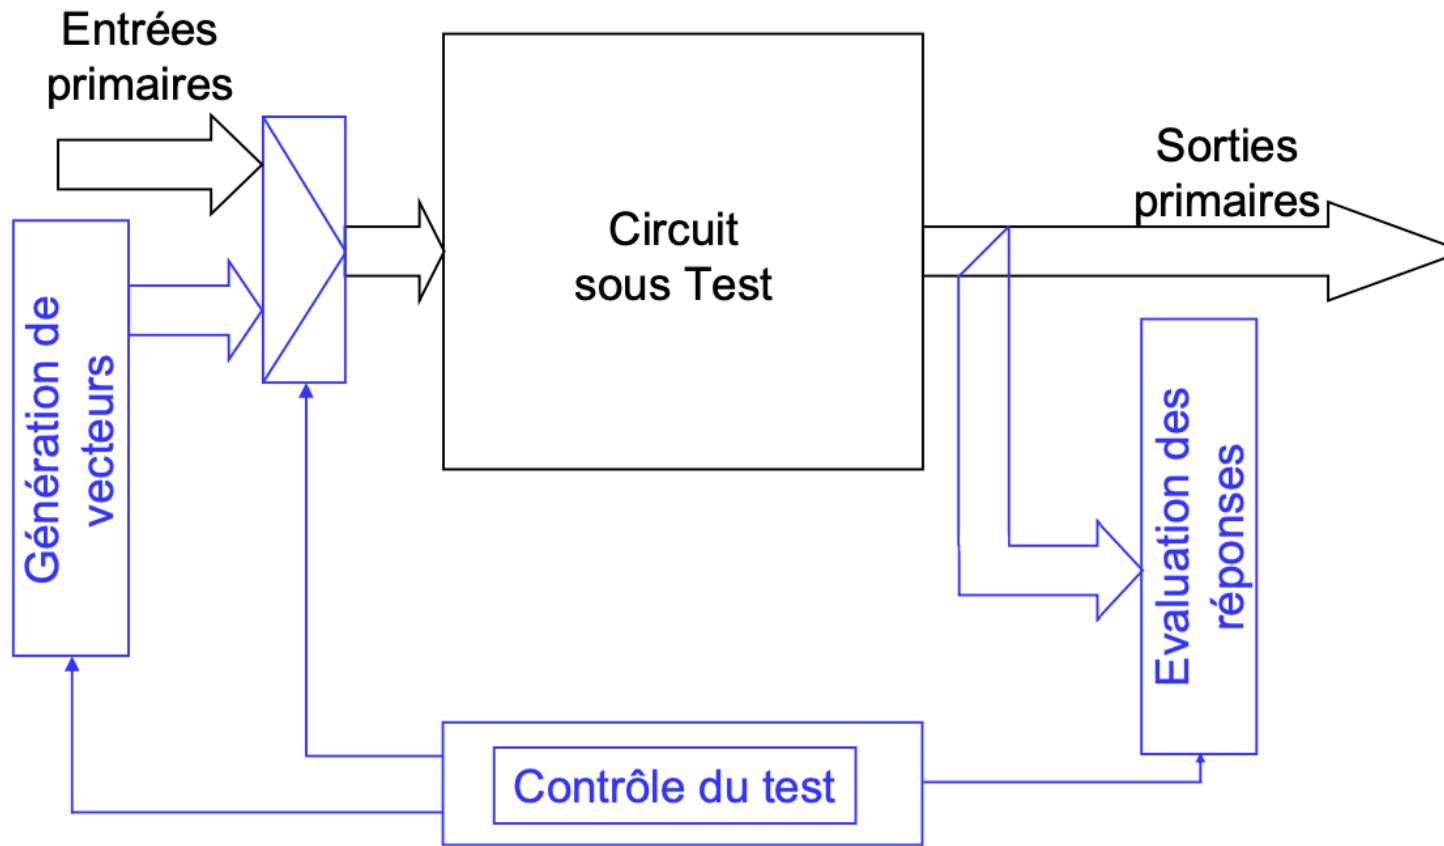 Entrées
primaires
Sorties
primaires
Circuit
sous Test
Génération de
vecteurs
Evaluation des
réponses
Contrôle du test